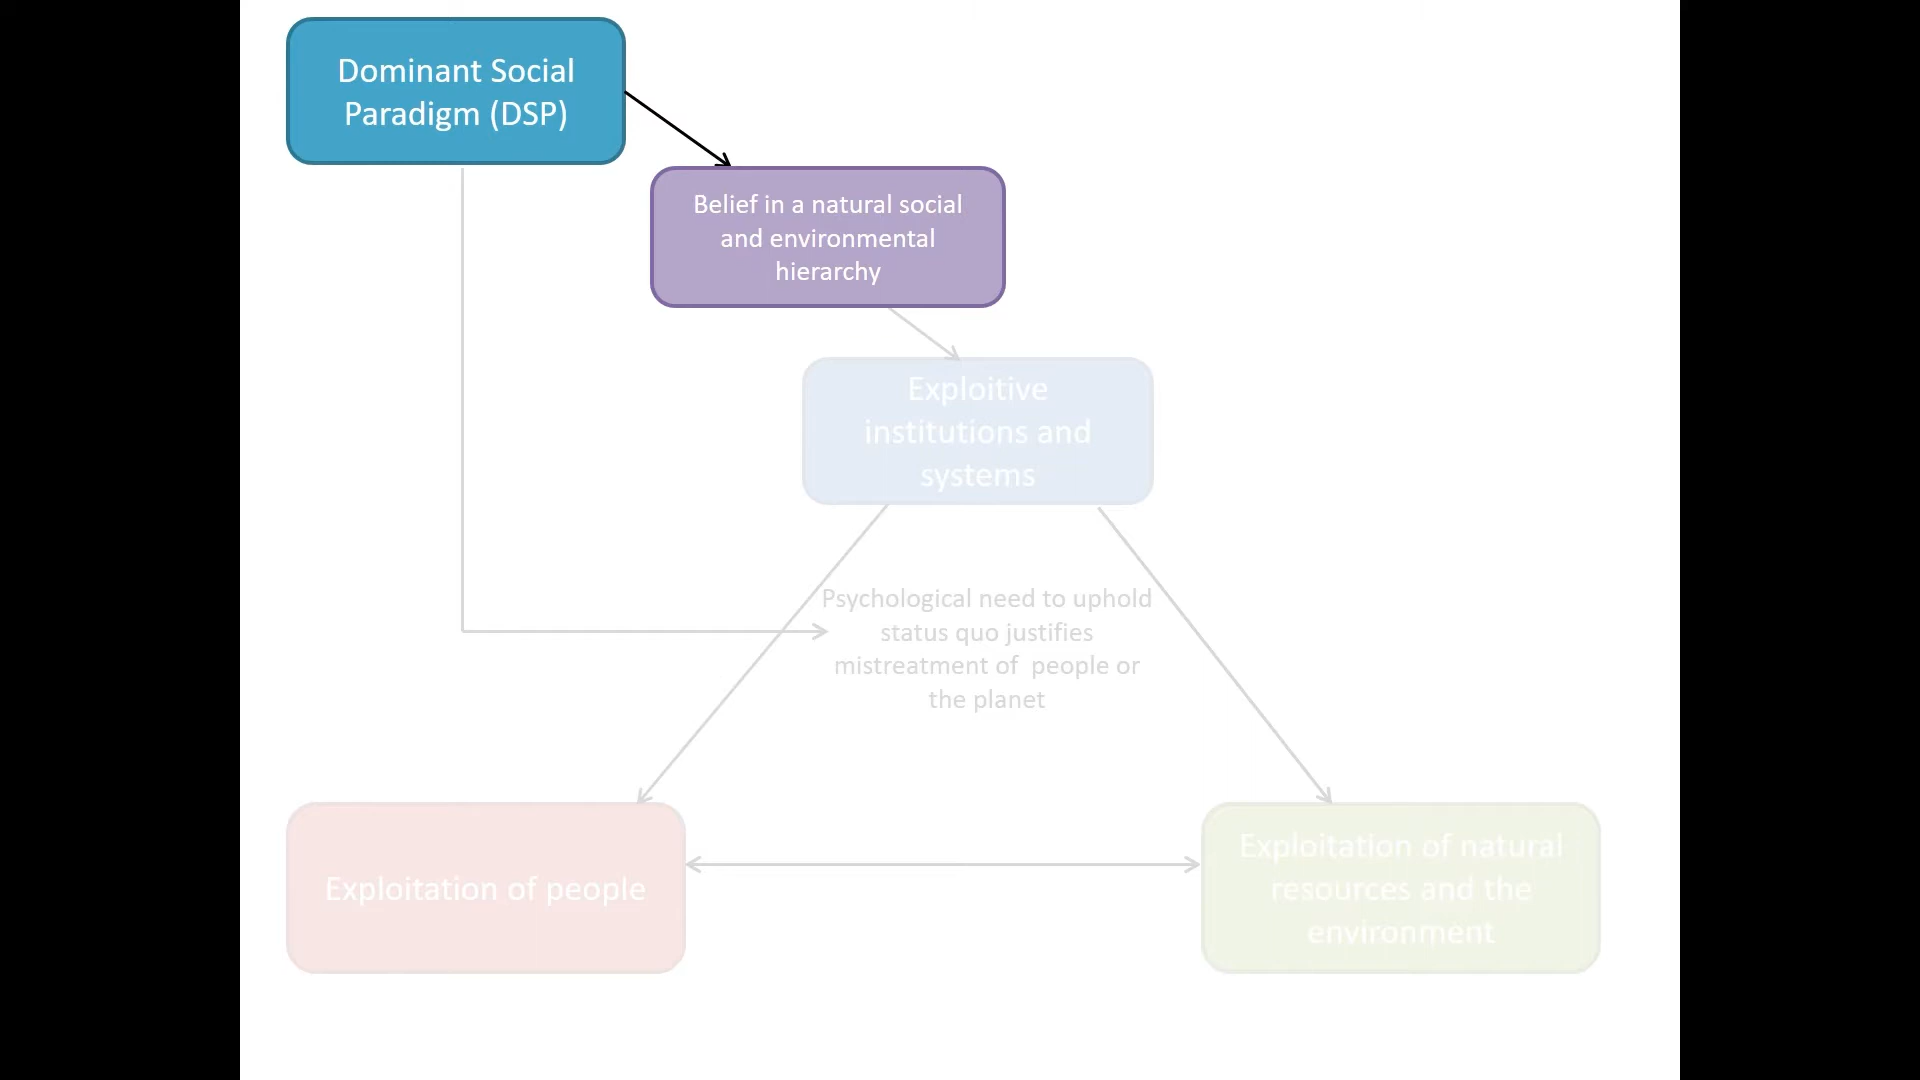 Dominant Social
Paradigm (DSP)
Belief in a natural social
and environmental
hierarchy
Exploitive
institutions and
systems
Psychological need to uphold
status quo justifies
mistreatment of people or
the planet
Exploitation of people
Exploitation of natural
resources and the
environment